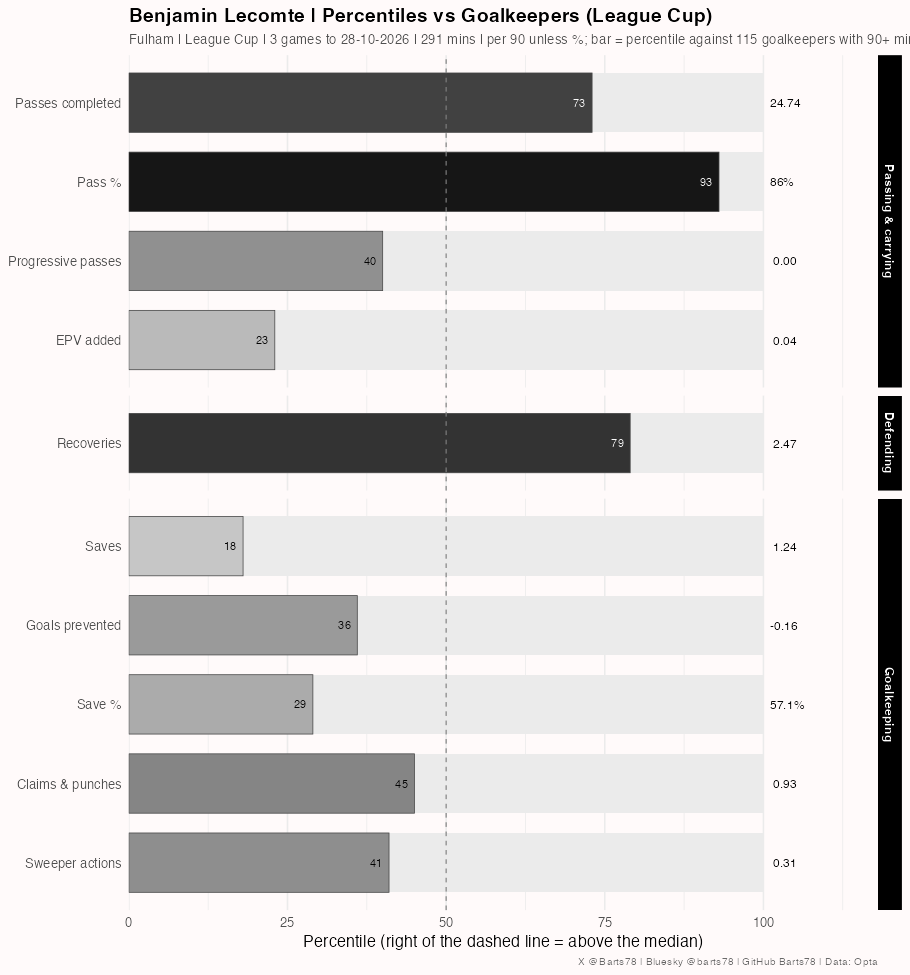 Benjamin Lecomte | Percentiles vs Goalkeepers (League Cup)
Fulham | League Cup | 3 games to 28-10-2026 | 291 mins | per 90 unless %; bar = percentile against 115 goalkeepers with 90+
Passes completed 73 24.74
Pass % 93 86%
Progressive passes 40 0.00
EPV added 23 0.04
Passing & carrying
Recoveries 79 2.47
Defending
Saves 18 1.24
Goals prevented 36 -0.16
Save % 29 57.1%
Claims & punches 45 0.93
Sweeper actions 41 0.31
Goalkeeping
0 25 50 75 100
Percentile (right of the dashed line = above the median)
X @Barts78 | Bluesky @barts78 | GitHub Barts78 | Data: Opta